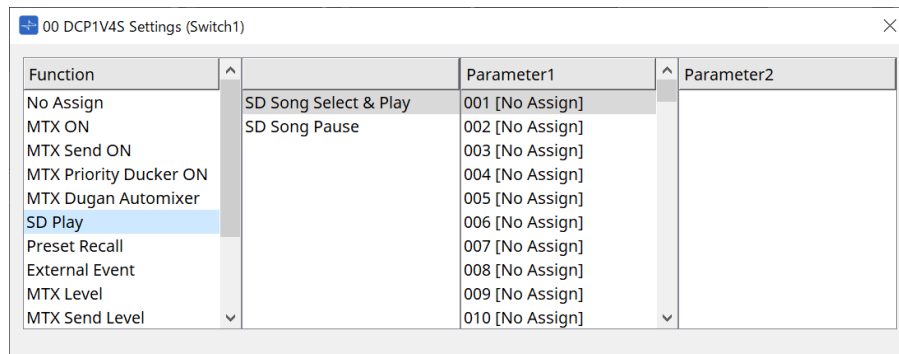 00 DCP1V4S Settings (Switch1)
Function Parameter1 Parameter2
No Assign SD Song Select & Play 001 [No Assign]
MTX ON SD Song Pause 002 [No Assign]
MTX Send ON 003 [No Assign]
MTX Priority Ducker ON 004 [No Assign]
MTX Dugan Automixer 005 [No Assign]
SD Play 006 [No Assign]
Preset Recall 007 [No Assign]
External Event 008 [No Assign]
MTX Level 009 [No Assign]
MTX Send Level 010 [No Assign]